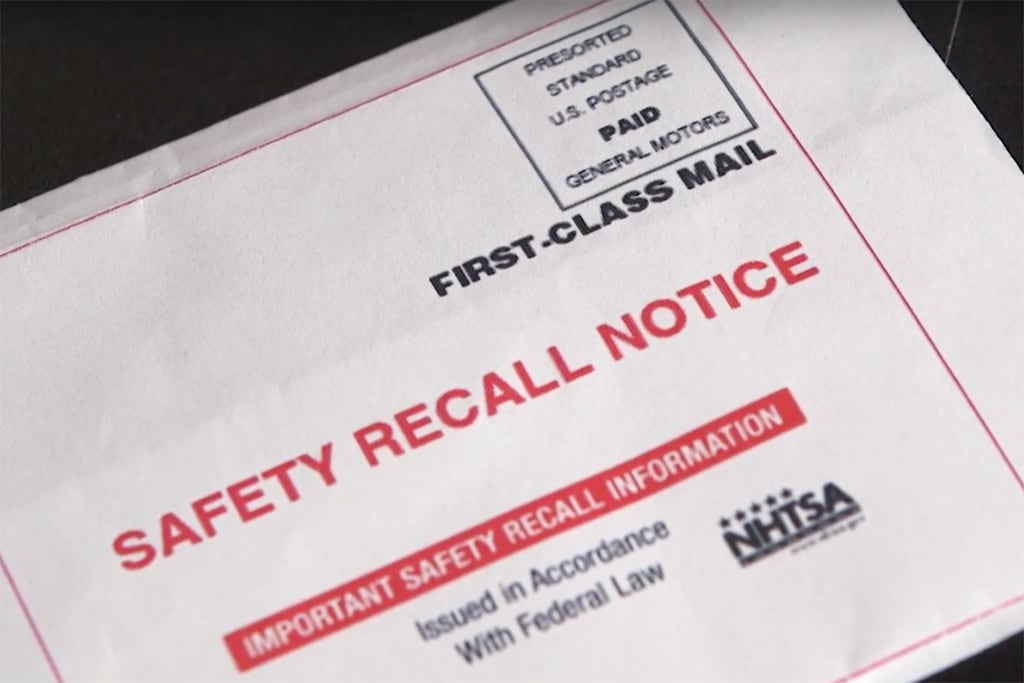 PRESORTED
STANDARD
U.S. POSTAGE
PAID
GENERAL MOTORS
FIRST-CLASS MAIL
SAFETY RECALL NOTICE
IMPORTANT SAFETY RECALL INFORMATION
Issued in Accordance
With Federal Law
NHTSA